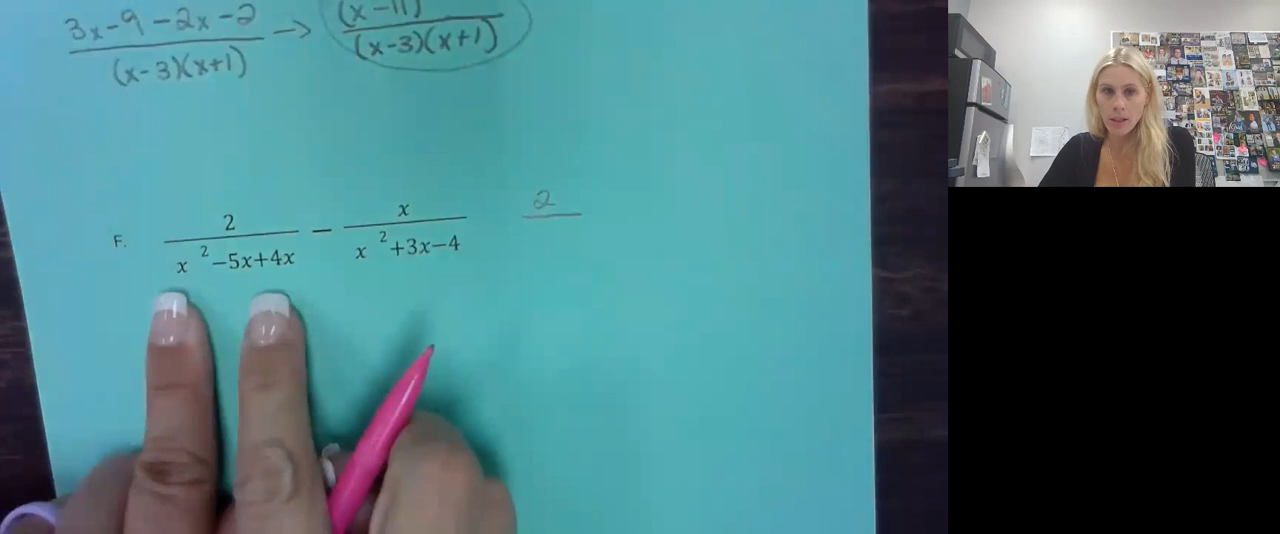 3x-9-2x-2 → (x-11)
(x-3)(x+1) (x-3)(x+1)
F. 2 - x 2
x²-5x+4x x²+3x-4